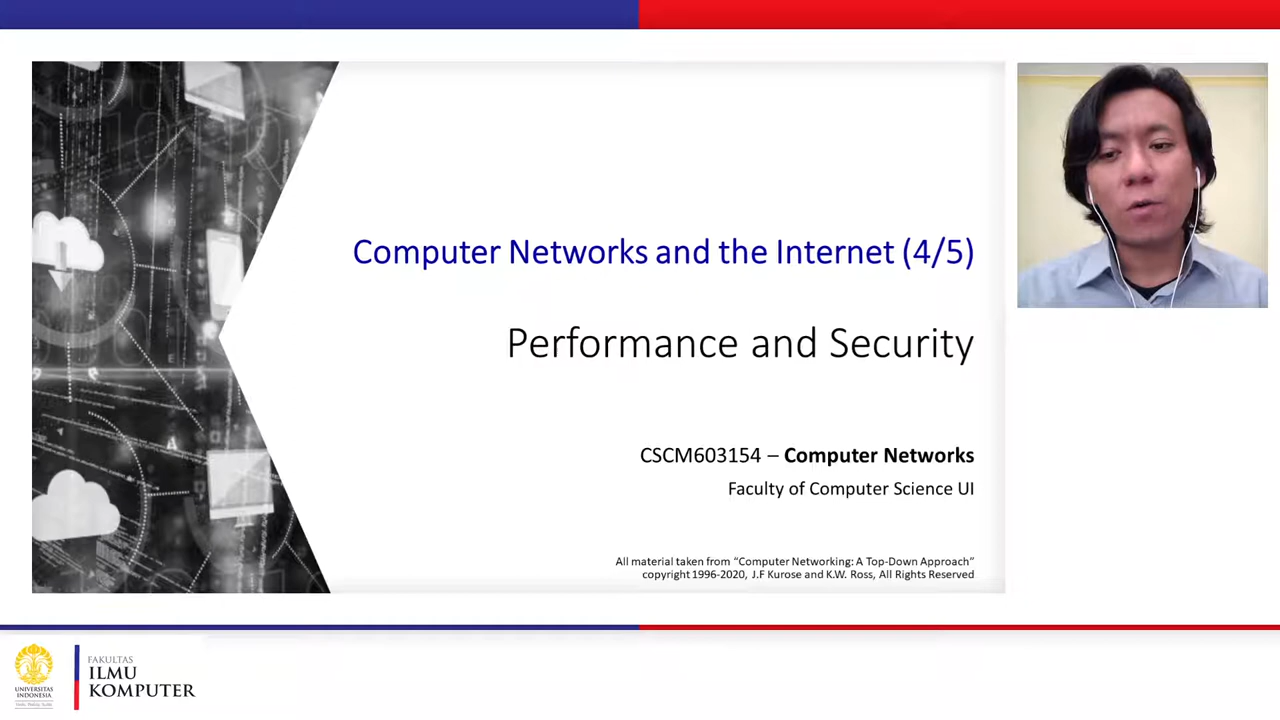 Computer Networks and the Internet (4/5)
Performance and Security
CSCM603154 – Computer Networks
Faculty of Computer Science UI
All material taken from “Computer Networking: A Top-Down Approach”
copyright 1996-2020, J.F Kurose and K.W. Ross, All Rights Reserved
UNIVERSITAS
INDONESIA
FAKULTAS
ILMU
KOMPUTER